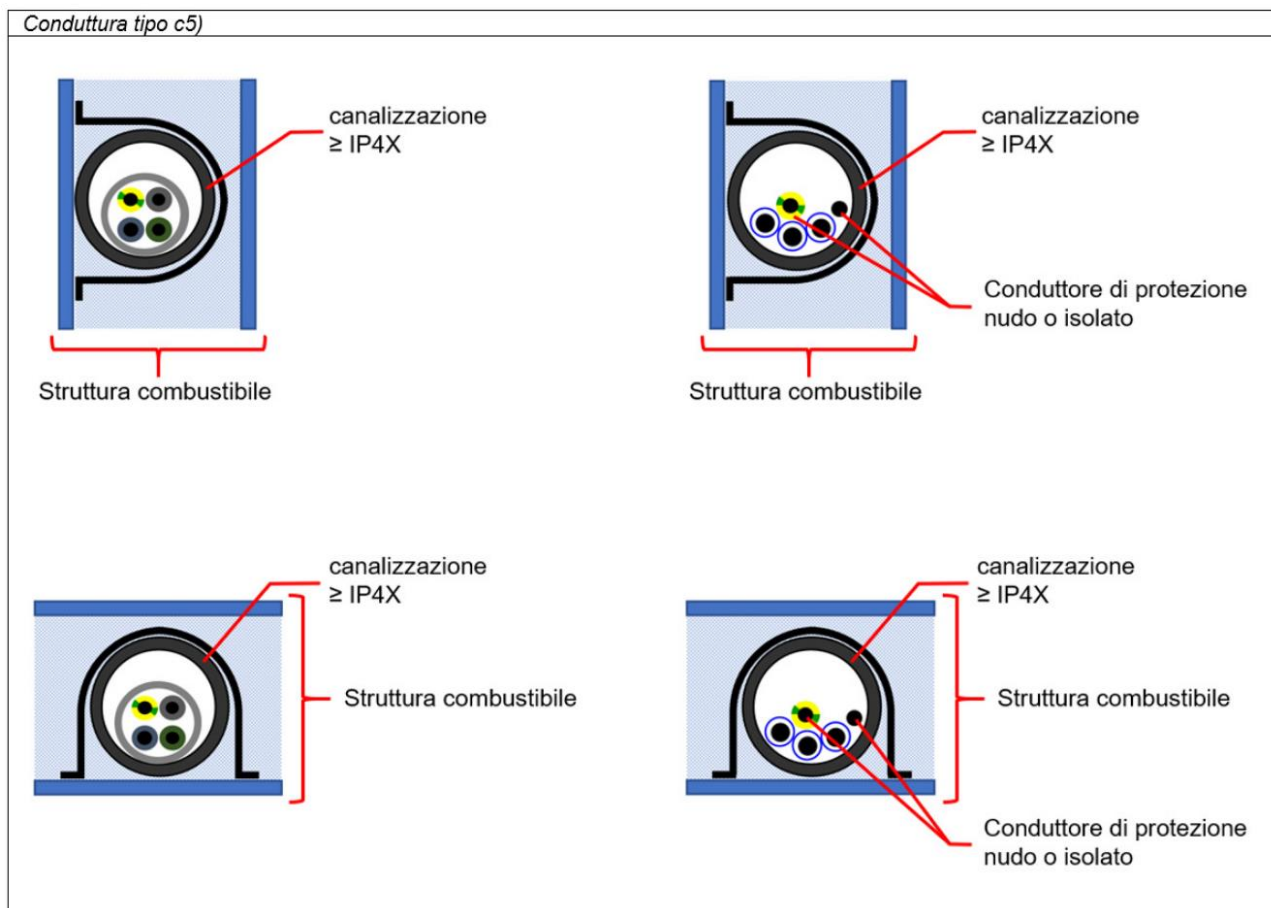 Conduttura tipo c5)
canalizzazione
≥ IP4X
Struttura combustibile
canalizzazione
≥ IP4X
Conduttore di protezione
nudo o isolato
Struttura combustibile
canalizzazione
≥ IP4X
Struttura combustibile
canalizzazione
≥ IP4X
Struttura combustibile
Conduttore di protezione
nudo o isolato